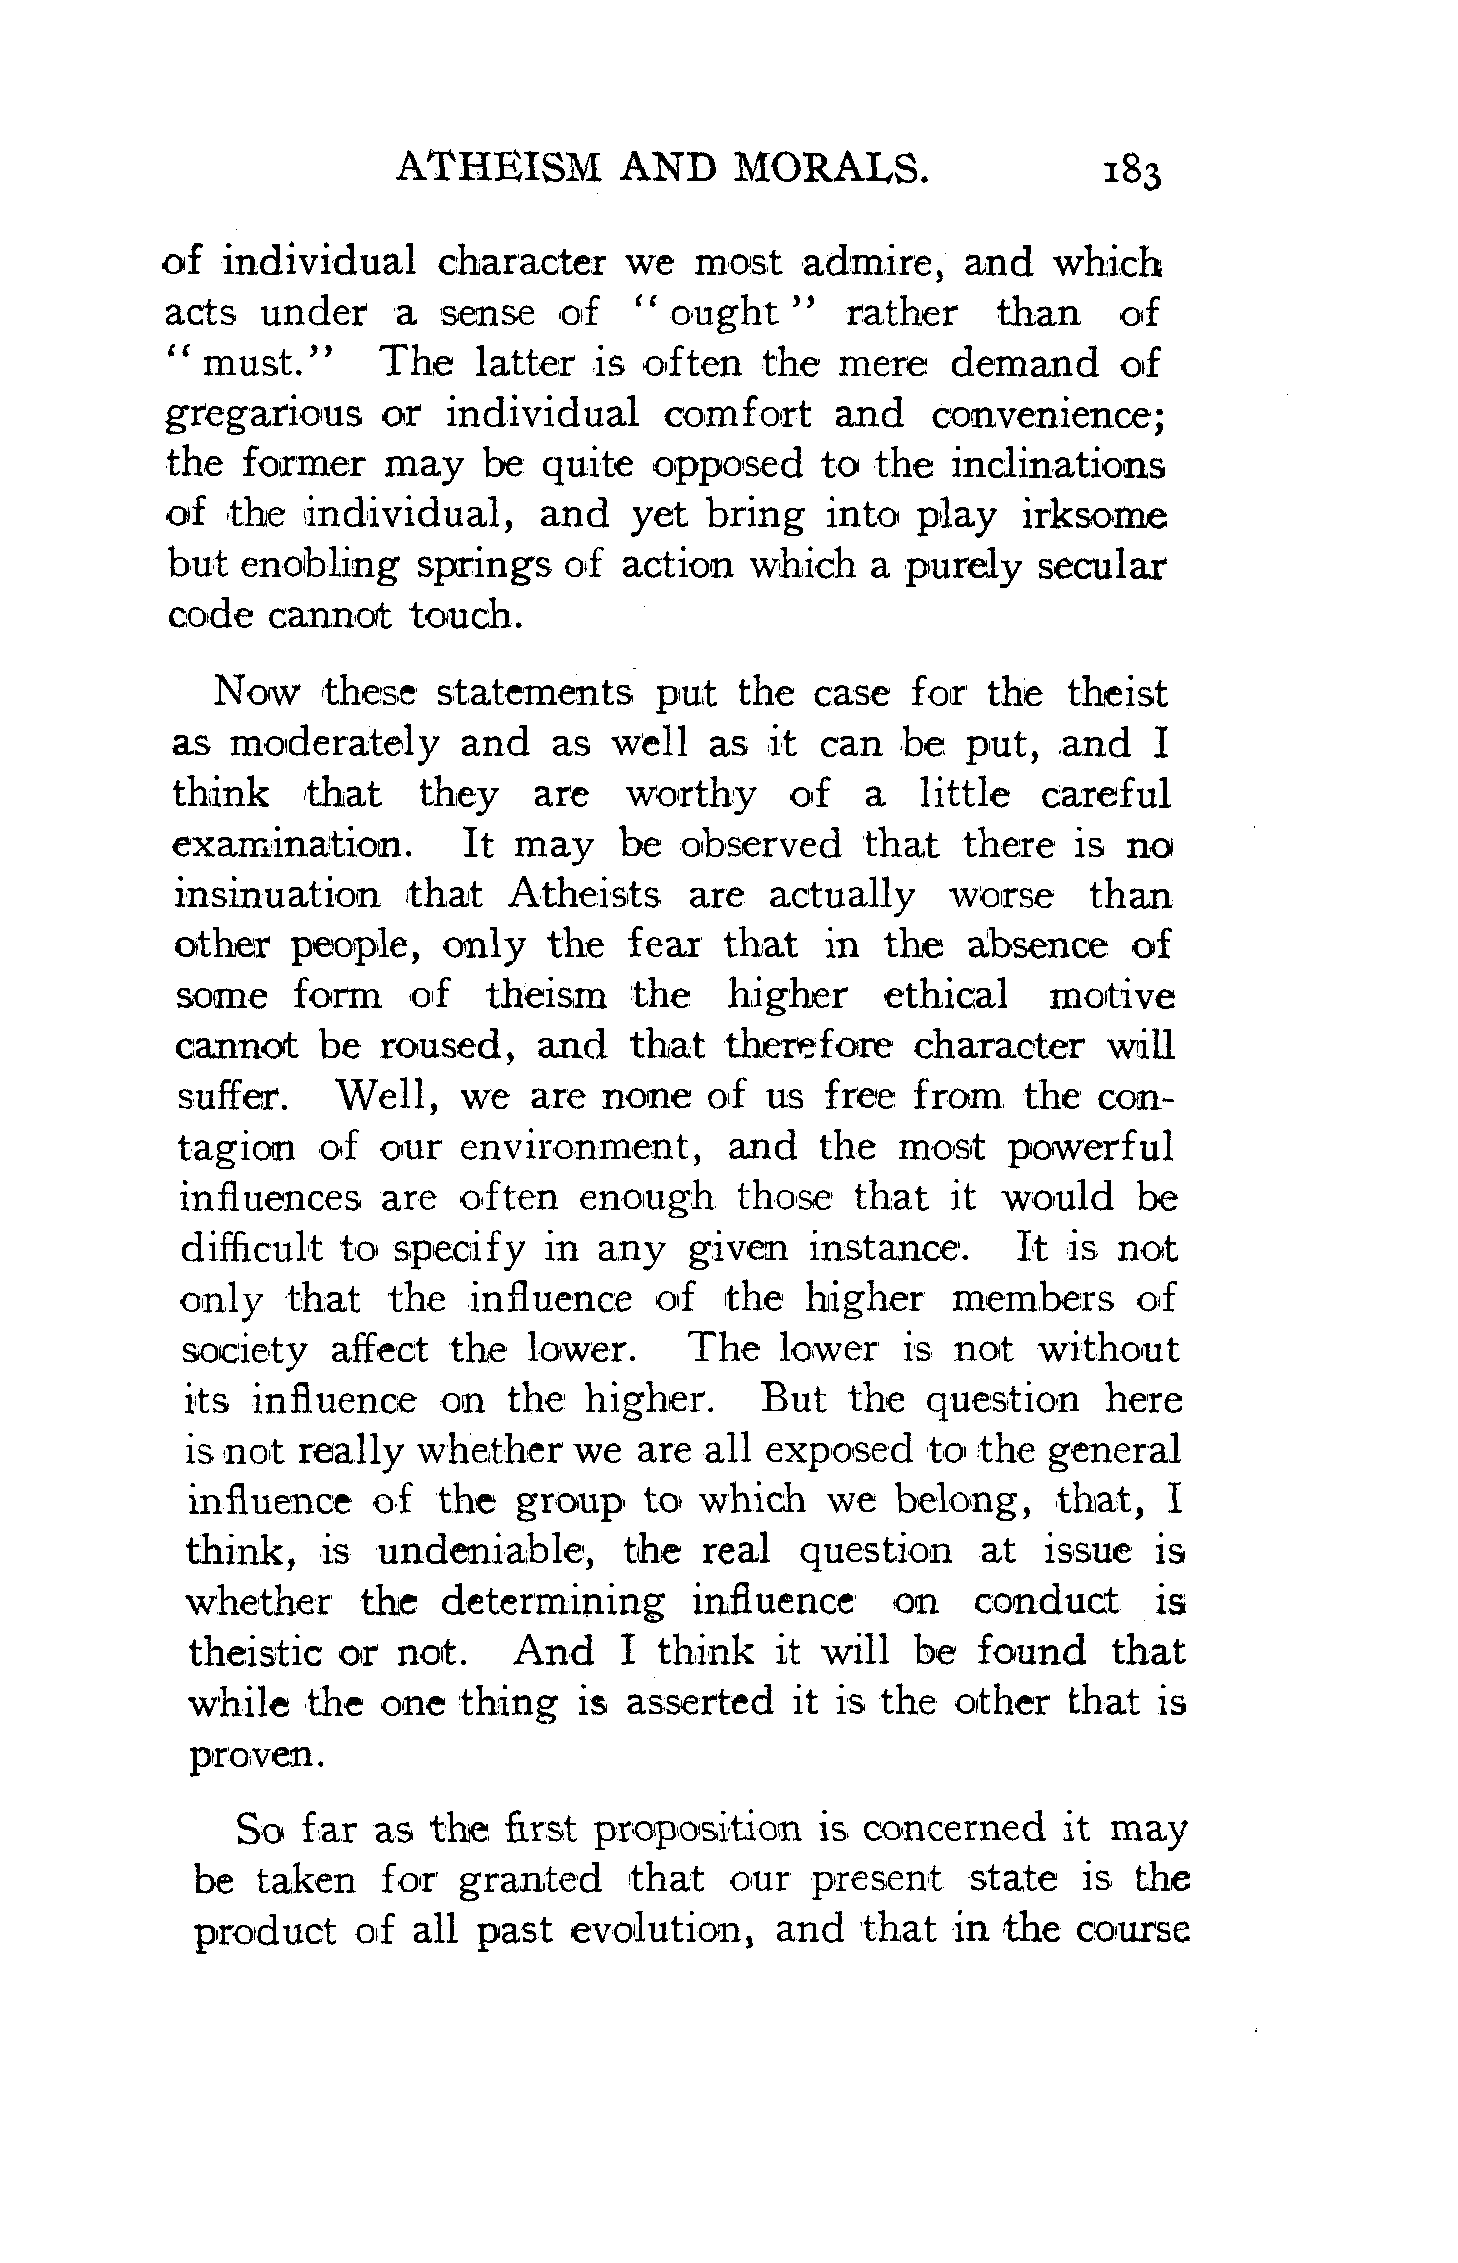 ATHEISM AND MORALS. 183
of individual character we most admire, and which
acts under a sense of " ought " rather than of
" must." The latter is often the mere demand of
gregarious or individual comfort and convenience;
the former may be quite opposed to the inclinations
of the individual, and yet bring into play irksome
but enobling springs of action which a purely secular
code cannot touch.
Now these statements put the case for the theist
as moderately and as well as it can be put, and I
think that they are worthy of a little careful
examination. It may be observed that there is no
insinuation that Atheists are actually worse than
other people, only the fear that in the absence of
some form of theism the higher ethical motive
cannot be roused, and that therefore character will
suffer. Well, we are none of us free from the con-
tagion of our environment, and the most powerful
influences are often enough those that it would be
difficult to specify in any given instance. It is not
only that the influence of the higher members of
society affect the lower. The lower is not without
its influence on the higher. But the question here
is not really whether we are all exposed to the general
influence of the group to which we belong, that, I
think, is undeniable, the real question at issue is
whether the determining influence on conduct is
theistic or not. And I think it will be found that
while the one thing is asserted it is the other that is
proven.
So far as the first proposition is concerned it may
be taken for granted that our present state is the
product of all past evolution, and that in the course